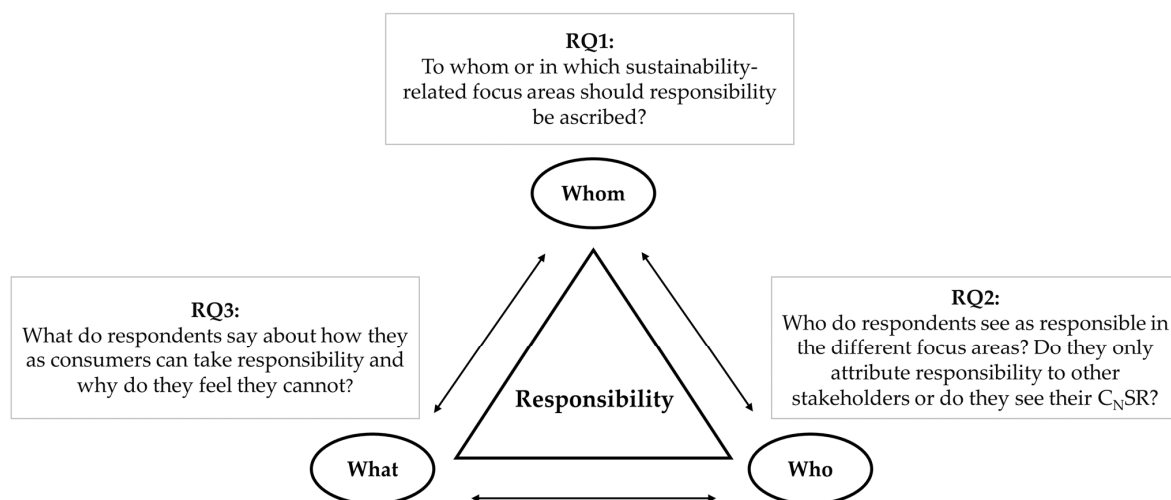 RQ1:
To whom or in which sustainability-
related focus areas should responsibility
be ascribed?
Whom
RQ3:
What do respondents say about how they
as consumers can take responsibility and
why do they feel they cannot?
RQ2:
Who do respondents see as responsible in
the different focus areas? Do they only
attribute responsibility to other
stakeholders or do they see their CNSR?
Responsibility
What
Who